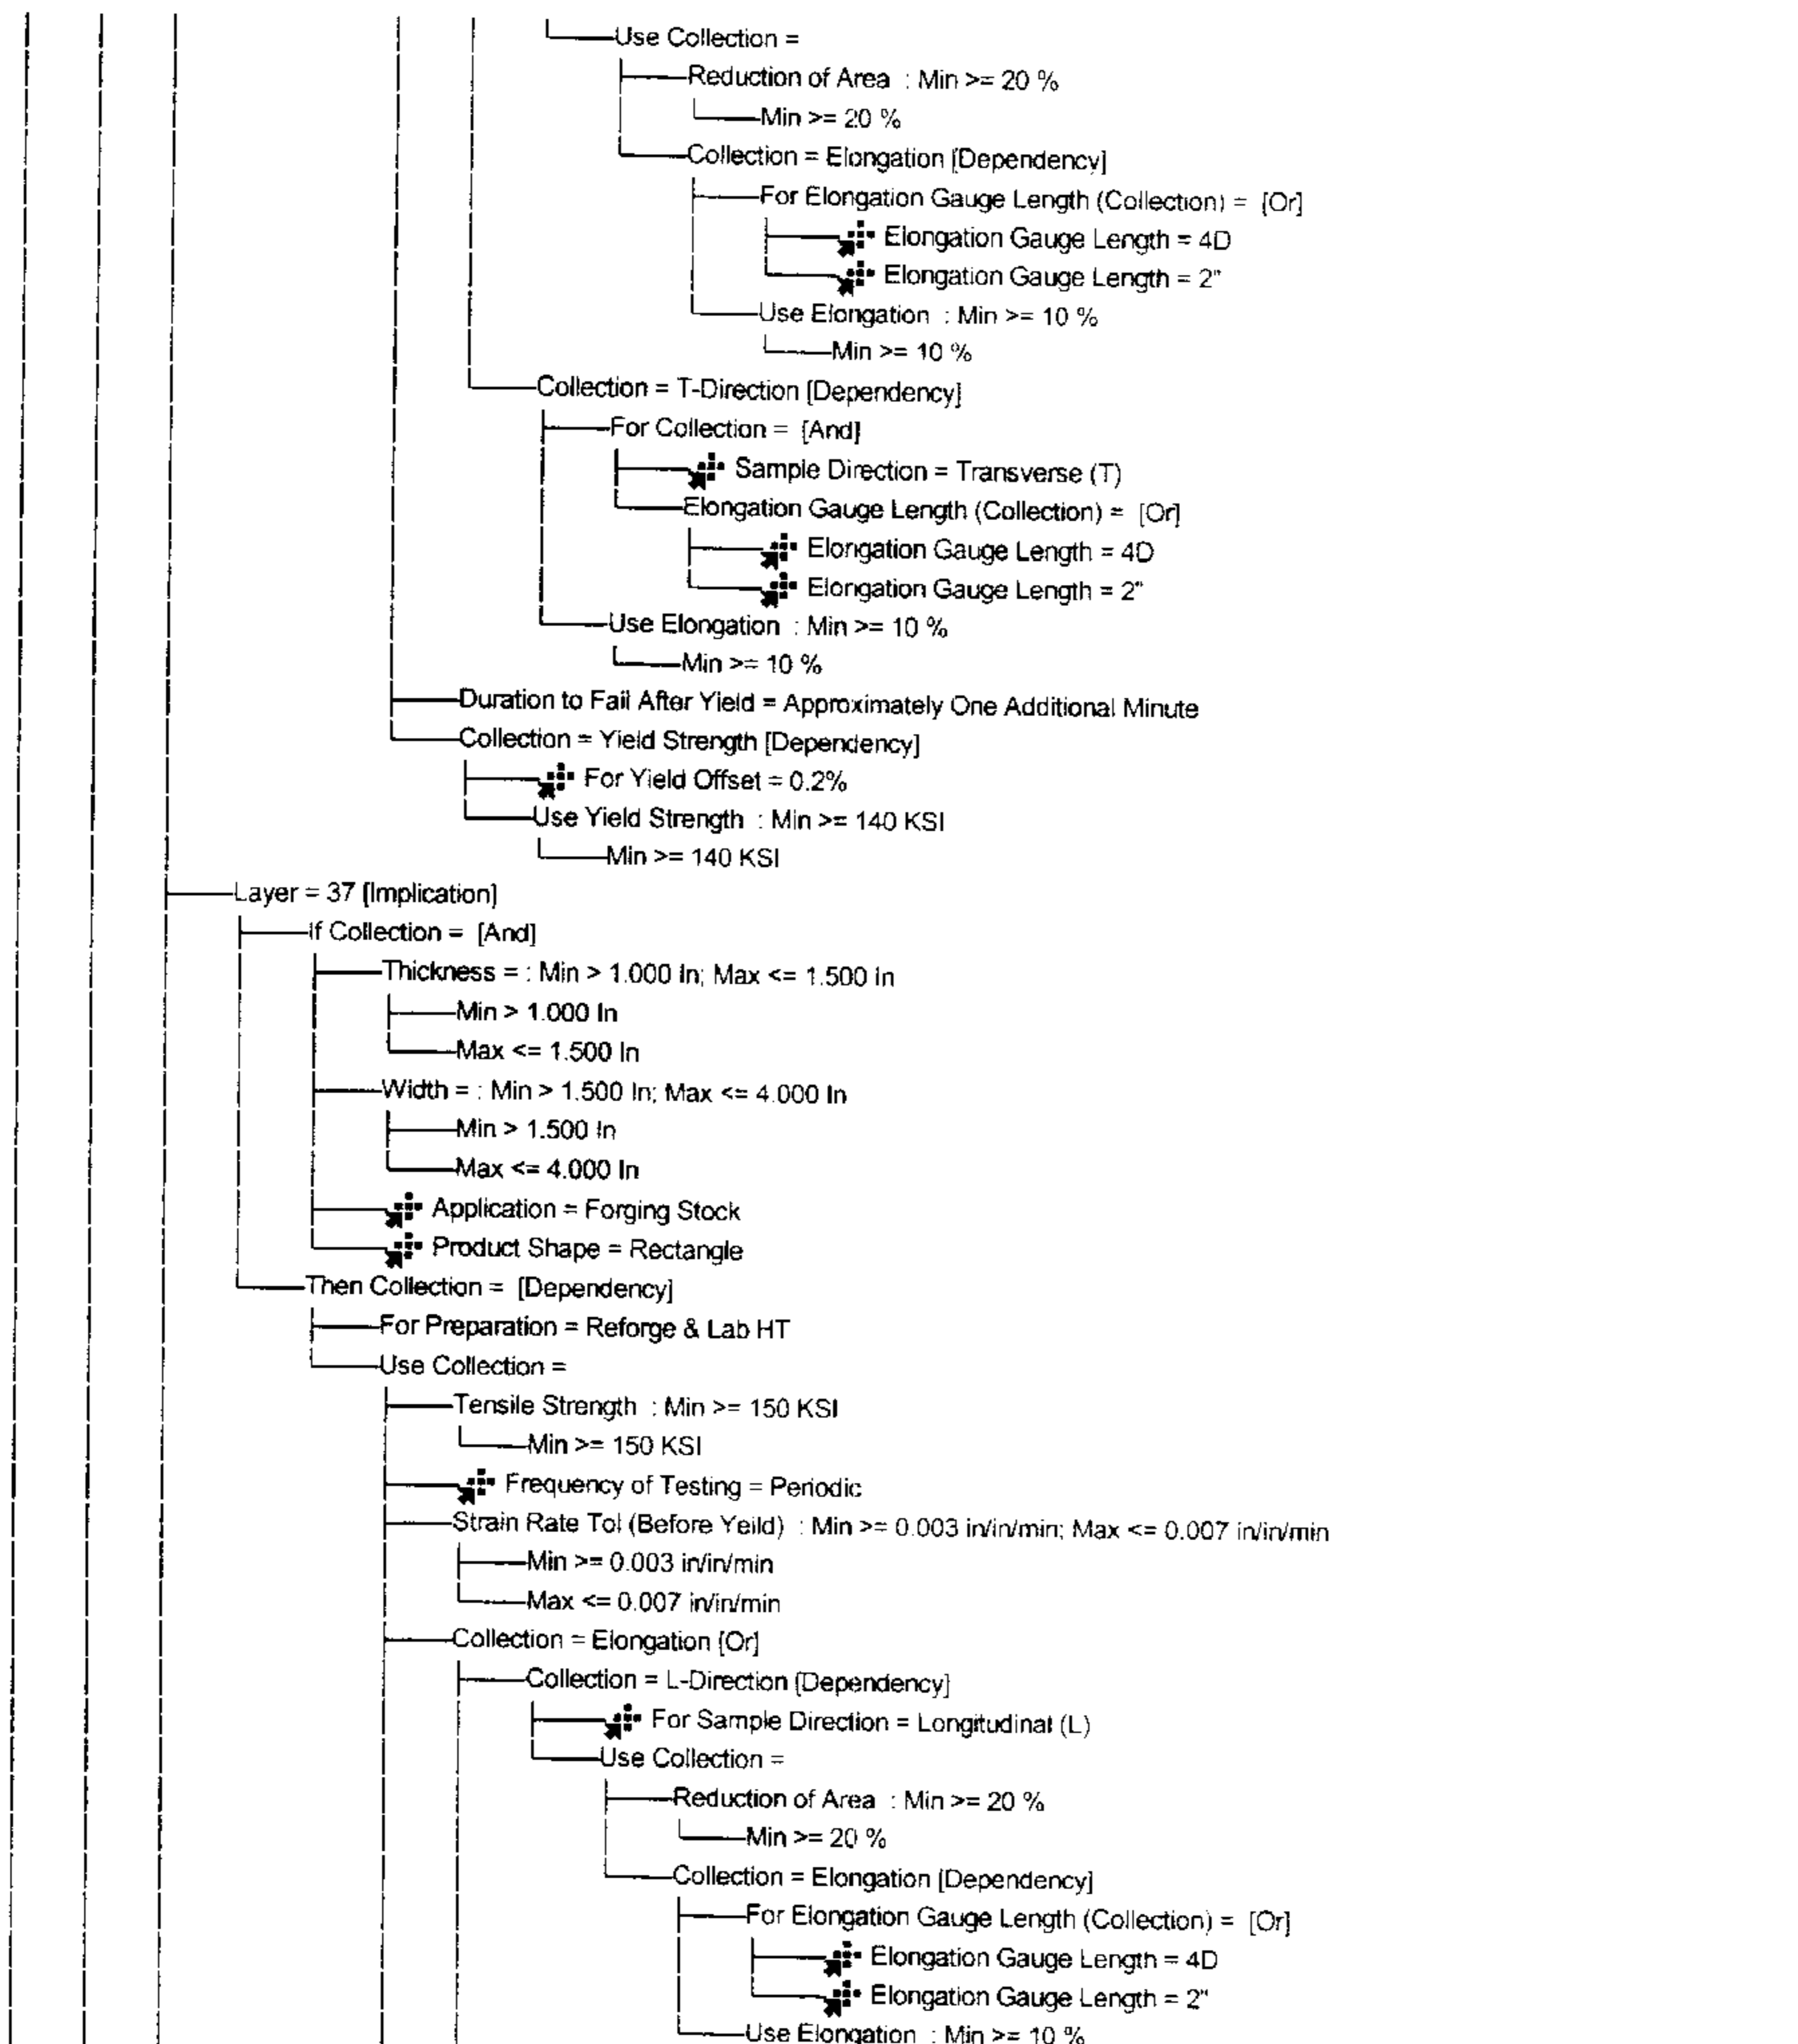 Use Collection =
Reduction of Area : Min >= 20 %
Min >= 20 %
Collection = Elongation [Dependency]
For Elongation Gauge Length (Collection) = [Or]
Elongation Gauge Length = 4D
Elongation Gauge Length = 2"
Use Elongation : Min >= 10 %
Min >= 10 %
Collection = T-Direction [Dependency]
For Collection = [And]
Sample Direction = Transverse (T)
Elongation Gauge Length (Collection) = [Or]
Elongation Gauge Length = 4D
Elongation Gauge Length = 2"
Use Elongation : Min >= 10 %
Min >= 10 %
Duration to Fail After Yield = Approximately One Additional Minute
Collection = Yield Strength [Dependency]
For Yield Offset = 0.2%
Use Yield Strength : Min >= 140 KSI
Min >= 140 KSI
Layer = 37 [Implication]
If Collection = [And]
Thickness = : Min > 1.000 In; Max <= 1.500 In
Min > 1.000 In
Max <= 1.500 In
Width = : Min > 1.500 In; Max <= 4.000 In
Min > 1.500 In
Max <= 4.000 In
Application = Forging Stock
Product Shape = Rectangle
Then Collection = [Dependency]
For Preparation = Reforge & Lab HT
Use Collection =
Tensile Strength : Min >= 150 KSI
Min >= 150 KSI
Frequency of Testing = Periodic
Strain Rate Tol (Before Yeild) : Min >= 0.003 in/in/min; Max <= 0.007 in/in/min
Min >= 0.003 in/in/min
Max <= 0.007 in/in/min
Collection = Elongation [Or]
Collection = L-Direction [Dependency]
For Sample Direction = Longitudinal (L)
Use Collection =
Reduction of Area : Min >= 20 %
Min >= 20 %
Collection = Elongation [Dependency]
For Elongation Gauge Length (Collection) = [Or]
Elongation Gauge Length = 4D
Elongation Gauge Length = 2"
Use Elongation : Min >= 10 %